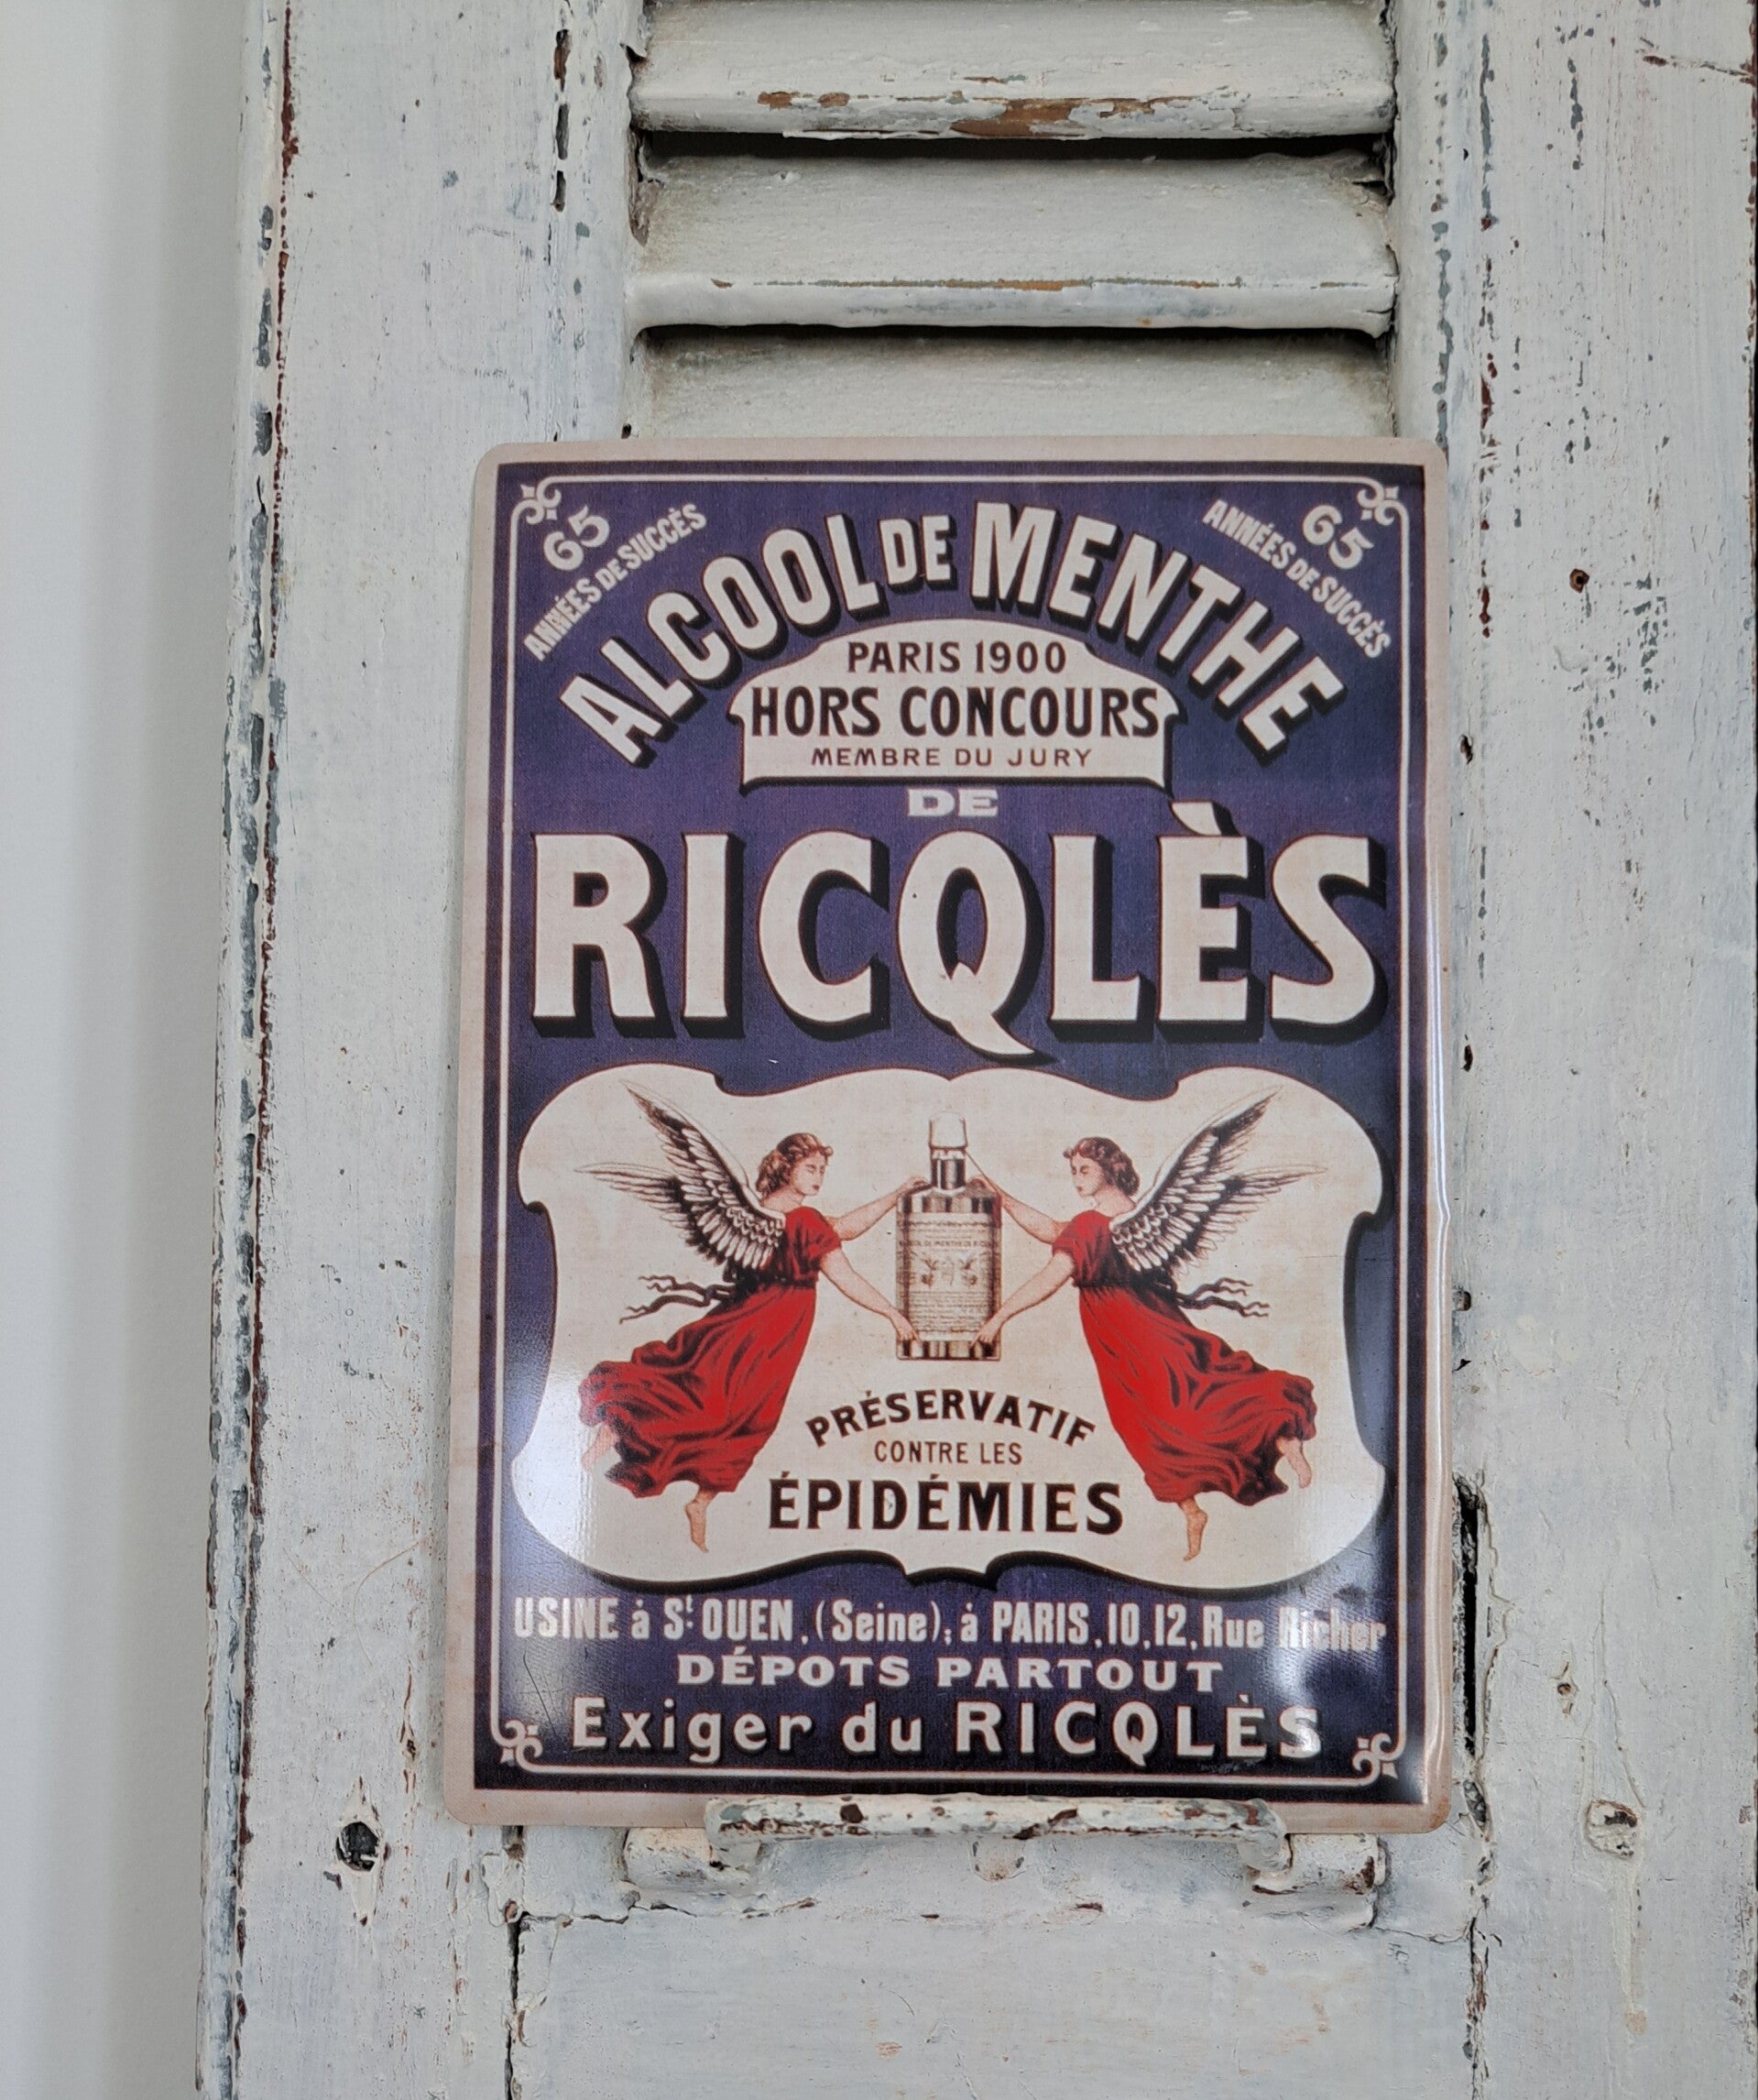 65
ANNÉES DE SUCCÈS
65
ANNÉES DE SUCCÈS
ALCOOL DE MENTHE
PARIS 1900
HORS CONCOURS
MEMBRE DU JURY
DE
RICQLÈS
PRÉSERVATIF
CONTRE LES
ÉPIDÉMIES
USINE à St OUEN, (Seine); à PARIS, 10, 12, Rue Richer
DÉPOTS PARTOUT
Exiger du RICQLÈS